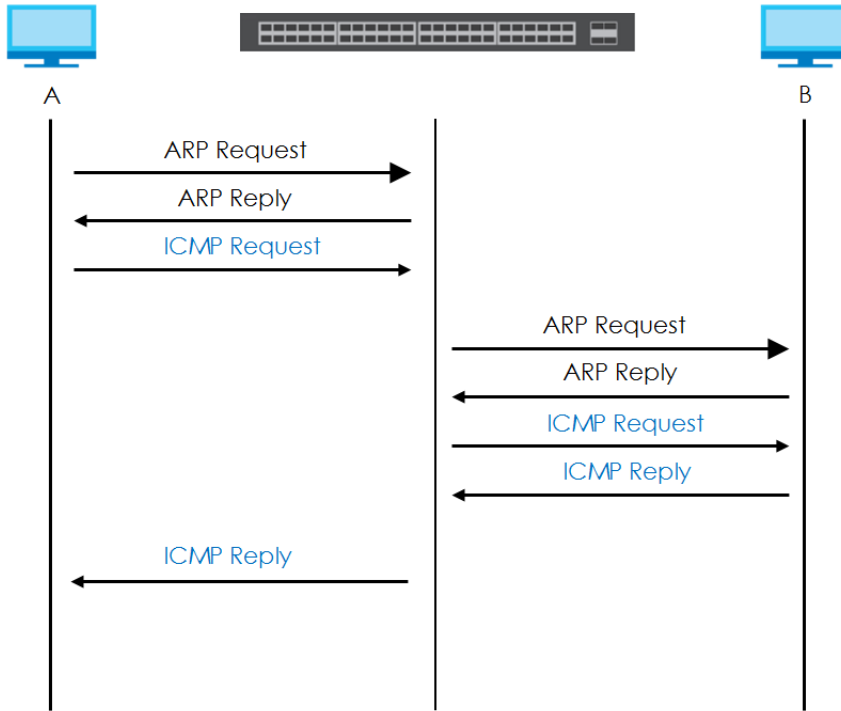 A
B
ARP Request
ARP Reply
ICMP Request
ARP Request
ARP Reply
ICMP Request
ICMP Reply
ICMP Reply